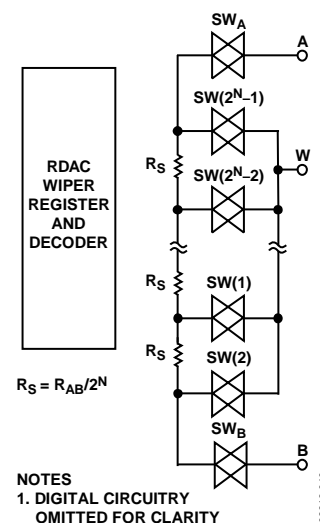 SWA
A
SW(2N–1)
W
RDAC
WIPER
REGISTER
AND
DECODER
RS
SW(2N–2)
RS
SW(1)
RS
SW(2)
RS = RAB/2N
SWB
B
NOTES
1. DIGITAL CIRCUITRY
OMITTED FOR CLARITY